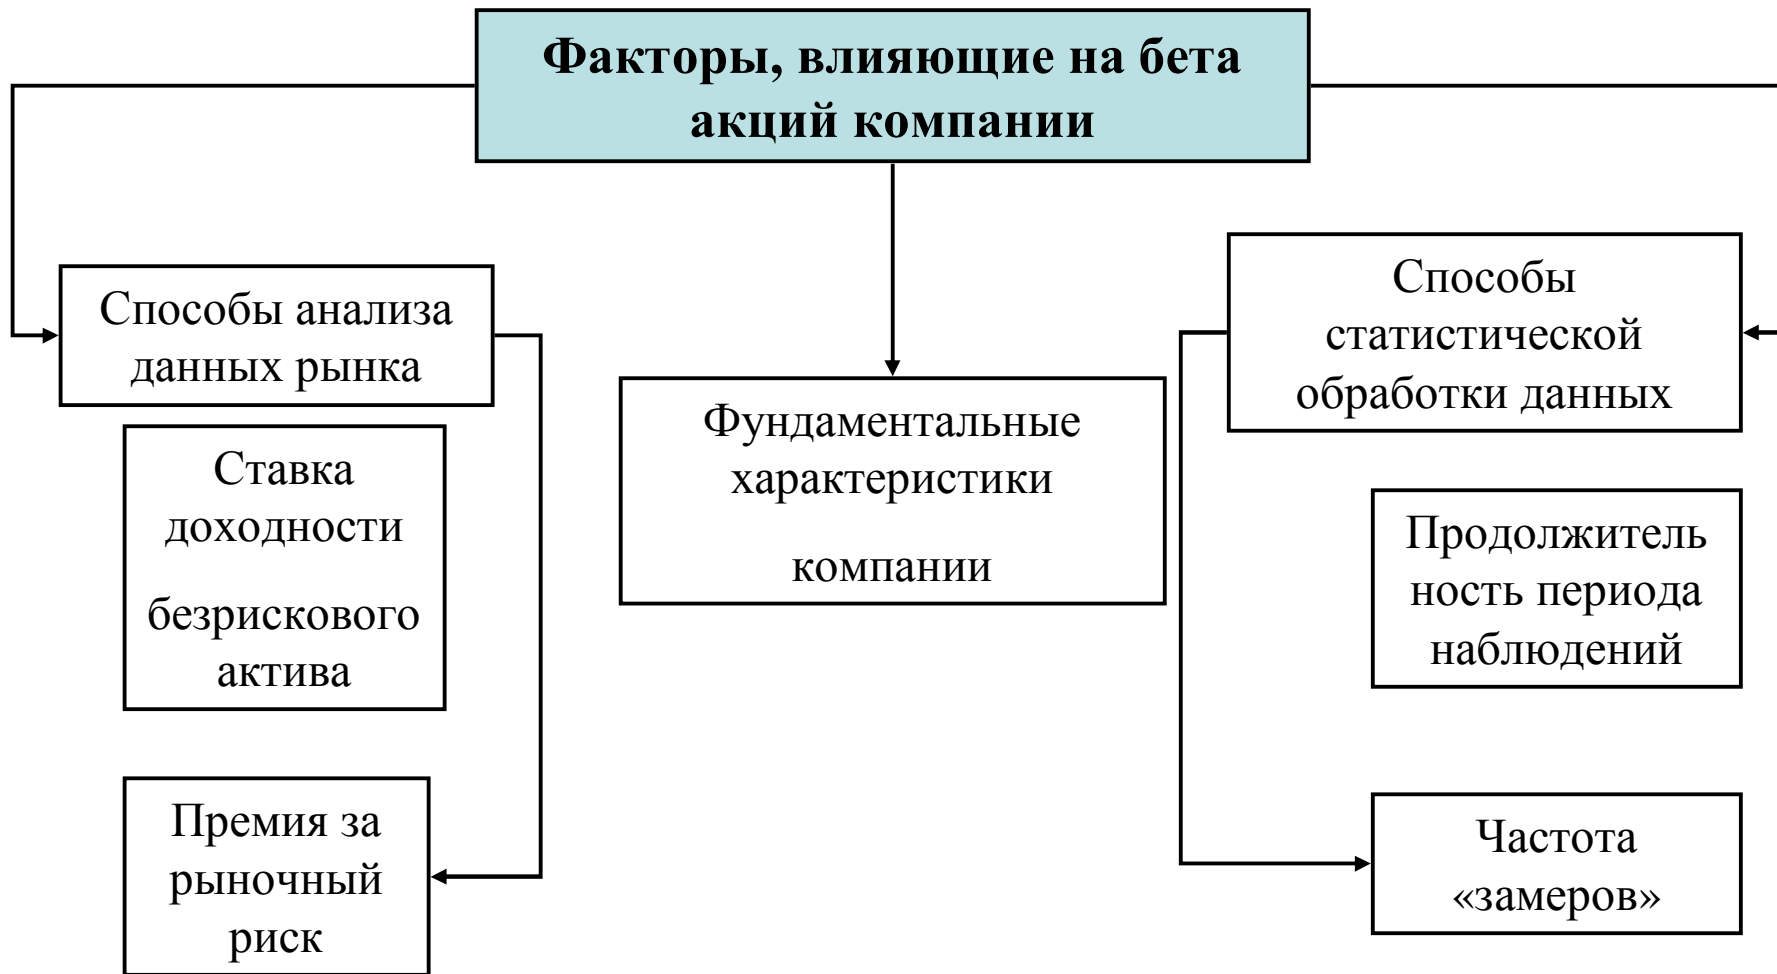 Факторы, влияющие на бета
акций компании
Способы анализа
данных рынка
Ставка
доходности
безрискового
актива
Премия за
рыночный
риск
Фундаментальные
характеристики
компании
Способы
статистической
обработки данных
Продолжитель
ность периода
наблюдений
Частота
«замеров»